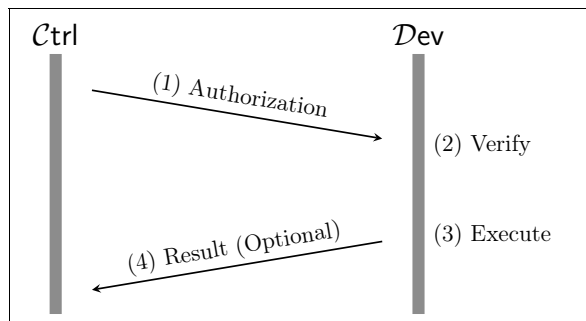 Ctrl
Dev
(1) Authorization
(2) Verify
(3) Execute
(4) Result (Optional)